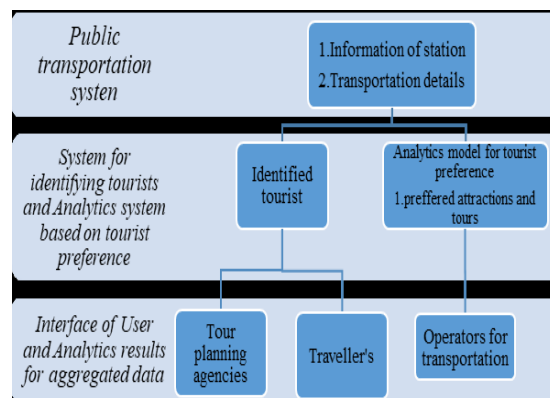 Public
transportation
systen
1.Information of station
2.Transportation details
System for
identifying tourists
and Analytics system
based on tourist
preference
Identified
tourist
Analytics model for tourist
preference
1.preffered attractions and
tours
Interface of User
and Analytics results
for aggregated data
Tour
planning
agencies
Traveller's
Operators for
transportation